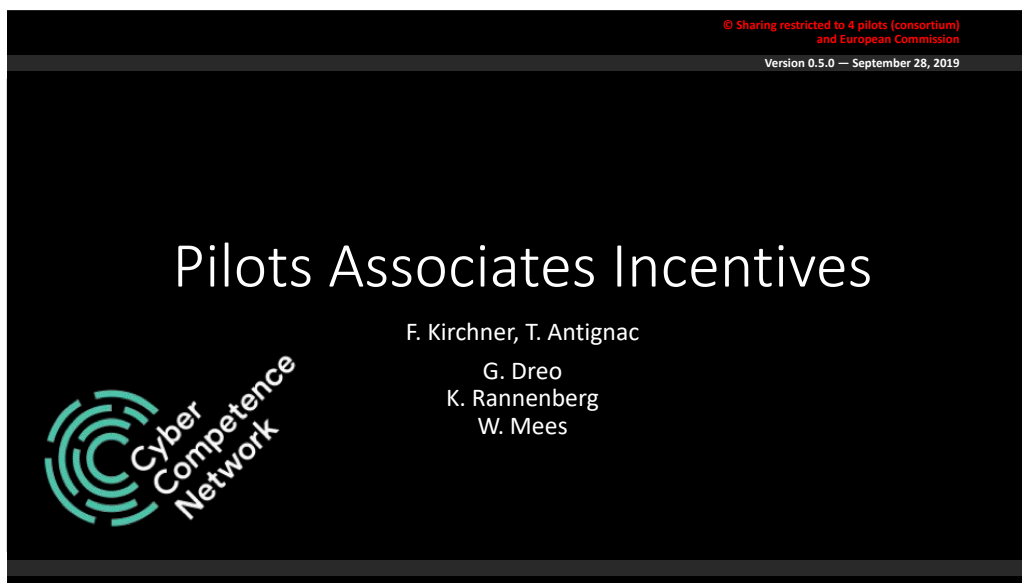 © Sharing restricted to 4 pilots (consortium)
and European Commission
Version 0.5.0 — September 28, 2019
Pilots Associates Incentives
F. Kirchner, T. Antignac
G. Dreo
K. Rannenberg
W. Mees
Cyber
Competence
Network